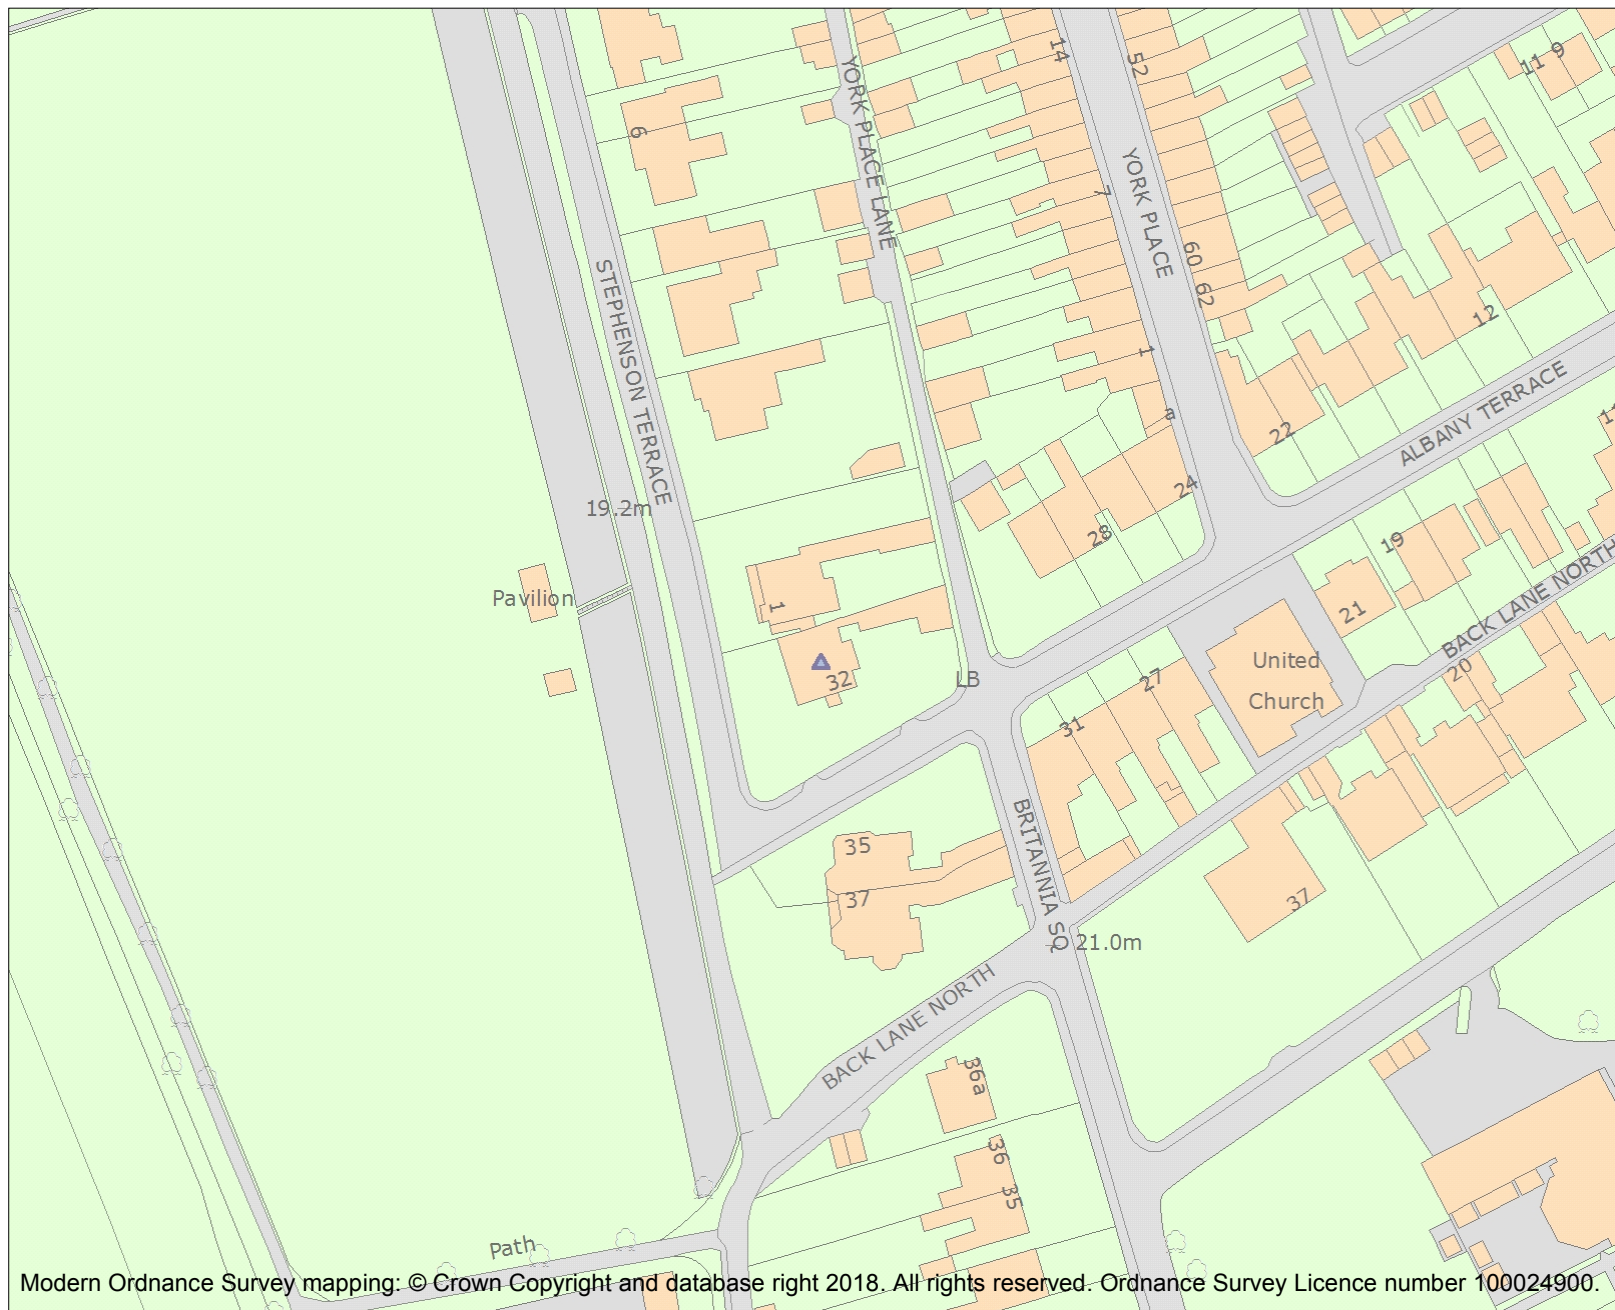 14
52
11
9
YORK PLACE LANE
6
YORK PLACE
7
60
62
STEPHENSON TERRACE
12
1
ALBANY TERRACE
a
22
24
19.2m
28
19
Pavilion
1
21
BACK LANE NORTH
32
LB
27
United
Church
20
31
BRITANNIA SQ
35
37
37
21.0m
BACK LANE NORTH
36a
36
35
Path
Modern Ordnance Survey mapping: © Crown Copyright and database right 2018. All rights reserved. Ordnance Survey Licence number 100024900.